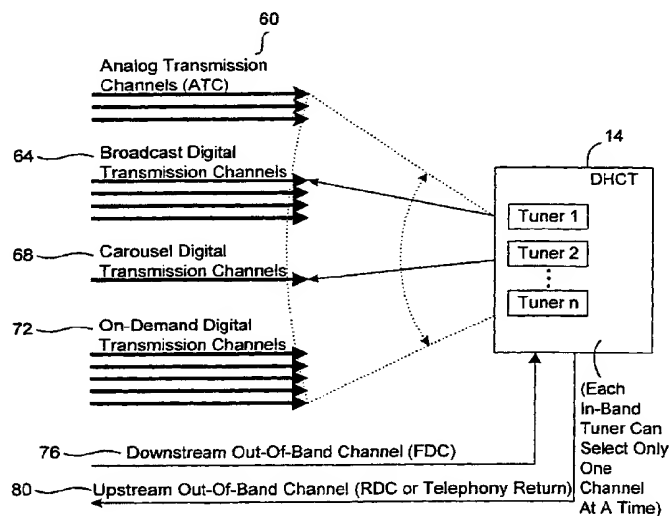 60
Analog Transmission
Channels (ATC)
64
Broadcast Digital
Transmission Channels
68
Carousel Digital
Transmission Channels
72
On-Demand Digital
Transmission Channels
14
DHCT
Tuner 1
Tuner 2
Tuner n
(Each
In-Band
Tuner Can
Select Only
One
Channel
At A Time)
76
Downstream Out-Of-Band Channel (FDC)
80
Upstream Out-Of-Band Channel (RDC or Telephony Return)